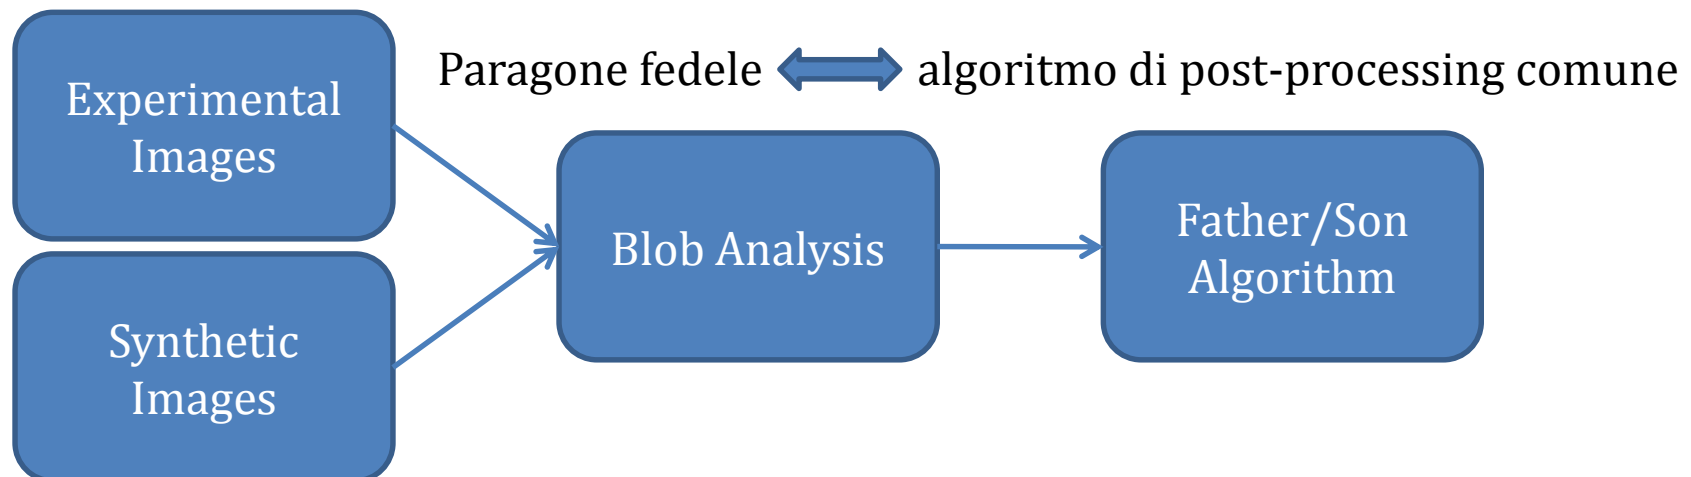 Experimental
Images
Paragone fedele algoritmo di post-processing comune
Blob Analysis
Father/Son
Algorithm
Synthetic
Images